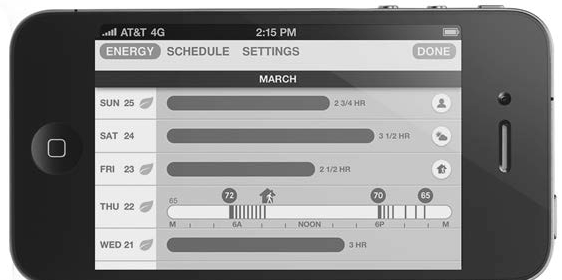 AT&T 4G 2:15 PM
ENERGY SCHEDULE SETTINGS DONE
MARCH
SUN 25 2 3/4 HR
SAT 24 3 1/2 HR
FRI 23 2 1/2 HR
THU 22 65 72 70 65
M 6A NOON 6P M
WED 21 3 HR